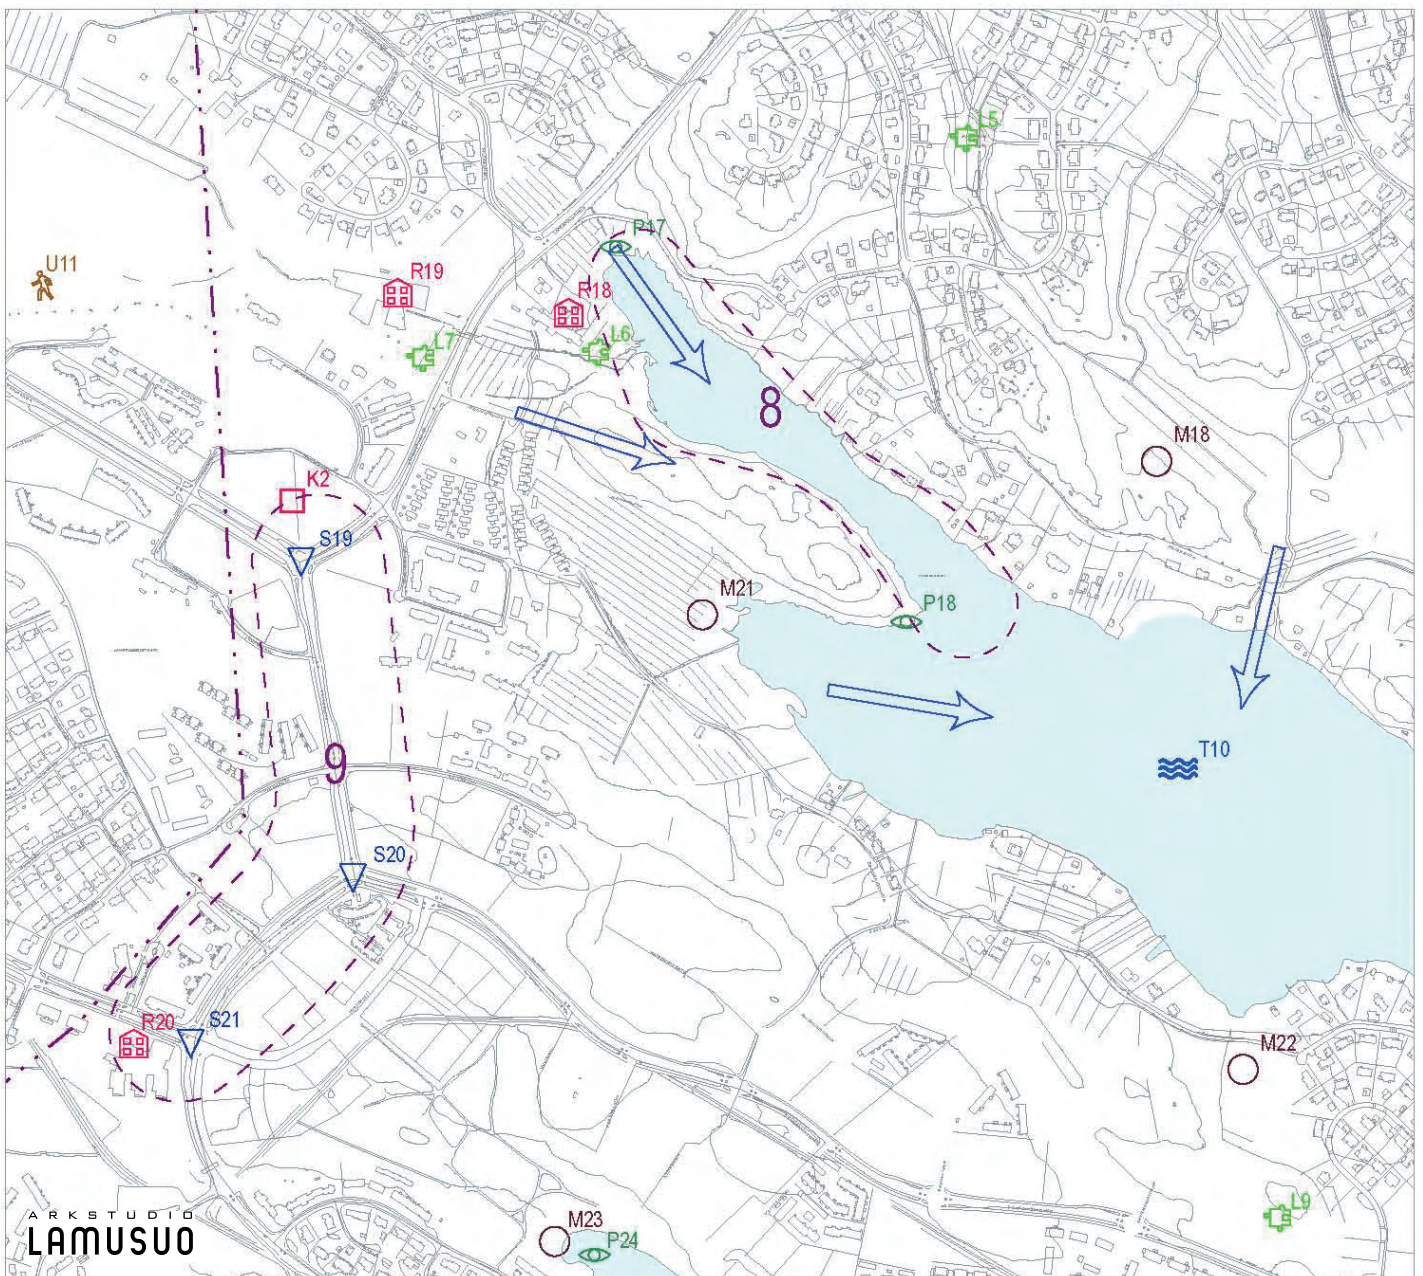 L5
P17
U11
R19
R18
L7
L6
8
M18
K2
S19
M21
P18
9
T10
S20
R20
S21
M22
L9
ARKSTUDIO
LAMUSUO
M23
P24